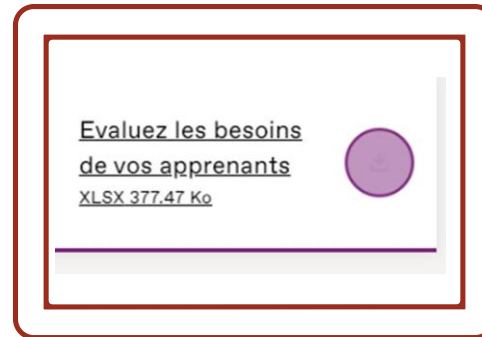 Evaluez les besoins
de vos apprenants
XLSX 377.47 Ko